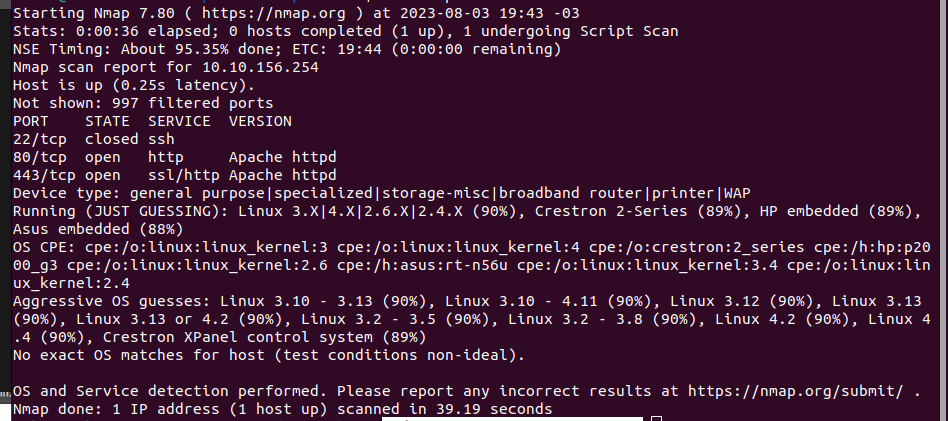 Starting Nmap 7.80 ( https://nmap.org ) at 2023-08-03 19:43 -03
Stats: 0:00:36 elapsed; 0 hosts completed (1 up), 1 undergoing Script Scan
NSE Timing: About 95.35% done; ETC: 19:44 (0:00:00 remaining)
Nmap scan report for 10.10.156.254
Host is up (0.25s latency).
Not shown: 997 filtered ports
PORT    STATE  SERVICE  VERSION
22/tcp  closed ssh
80/tcp  open   http     Apache httpd
443/tcp open   ssl/http Apache httpd
Device type: general purpose|specialized|storage-misc|broadband router|printer|WAP
Running (JUST GUESSING): Linux 3.X|4.X|2.6.X|2.4.X (90%), Crestron 2-Series (89%), HP embedded (89%),
Asus embedded (88%)
OS CPE: cpe:/o:linux:linux_kernel:3 cpe:/o:linux:linux_kernel:4 cpe:/o:crestron:2_series cpe:/h:hp:p20
00_g3 cpe:/o:linux:linux_kernel:2.6 cpe:/h:asus:rt-n56u cpe:/o:linux:linux_kernel:3.4 cpe:/o:linux:lin
ux_kernel:2.4
Aggressive OS guesses: Linux 3.10 - 3.13 (90%), Linux 3.10 - 4.11 (90%), Linux 3.12 (90%), Linux 3.13
(90%), Linux 3.13 or 4.2 (90%), Linux 3.2 - 3.5 (90%), Linux 3.2 - 3.8 (90%), Linux 4.2 (90%), Linux 4
.4 (90%), Crestron XPanel control system (89%)
No exact OS matches for host (test conditions non-ideal).

OS and Service detection performed. Please report any incorrect results at https://nmap.org/submit/ .
Nmap done: 1 IP address (1 host up) scanned in 39.19 seconds